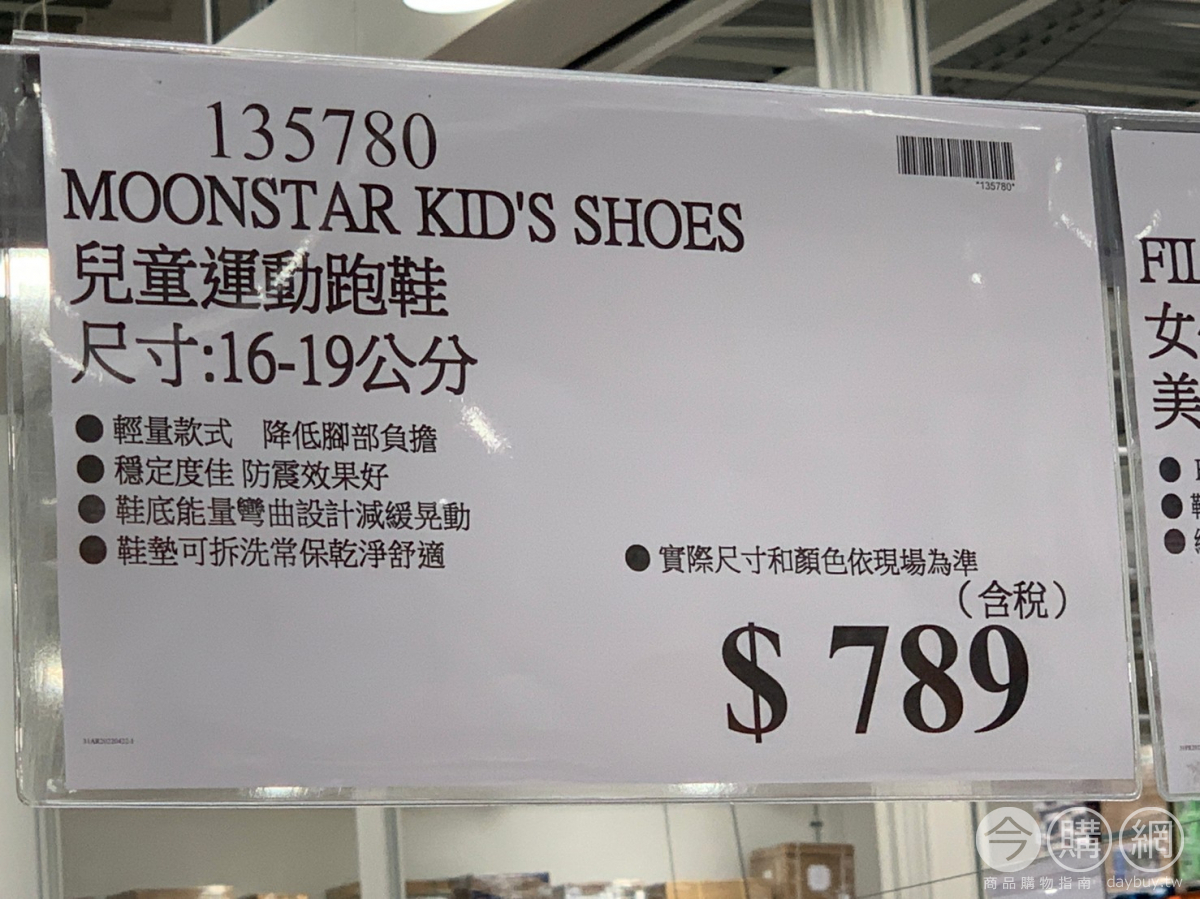 135780
*135780*
MOONSTAR KID'S SHOES
兒童運動跑鞋
尺寸:16-19公分
● 輕量款式　降低腳部負擔
● 穩定度佳 防震效果好
● 鞋底能量彎曲設計減緩晃動
● 鞋墊可拆洗常保乾淨舒適
● 實際尺寸和顏色依現場為準
（含稅）
$ 789
FIL
女
美
今購網
商品購物指南 daybuy.tw